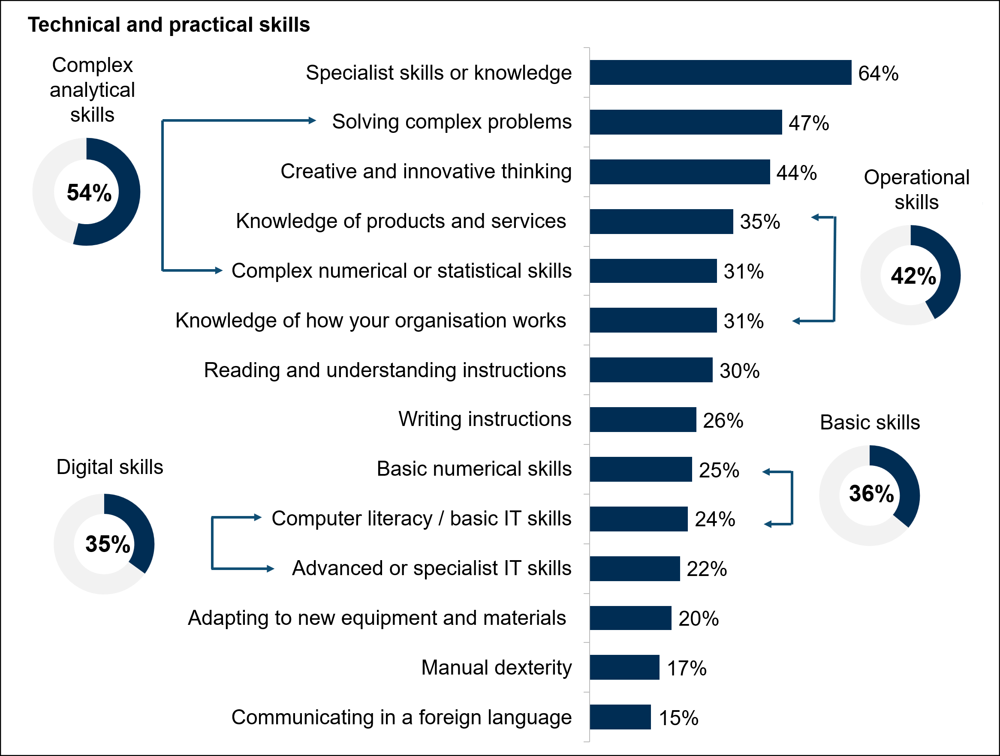 Technical and practical skills
Complex
analytical
skills
54%
Specialist skills or knowledge 64%
Solving complex problems 47%
Creative and innovative thinking 44%
Knowledge of products and services 35%
Complex numerical or statistical skills 31%
Knowledge of how your organisation works 31%
Reading and understanding instructions 30%
Writing instructions 26%
Basic numerical skills 25%
Computer literacy / basic IT skills 24%
Advanced or specialist IT skills 22%
Adapting to new equipment and materials 20%
Manual dexterity 17%
Communicating in a foreign language 15%
Operational
skills
42%
Basic skills
36%
Digital skills
35%